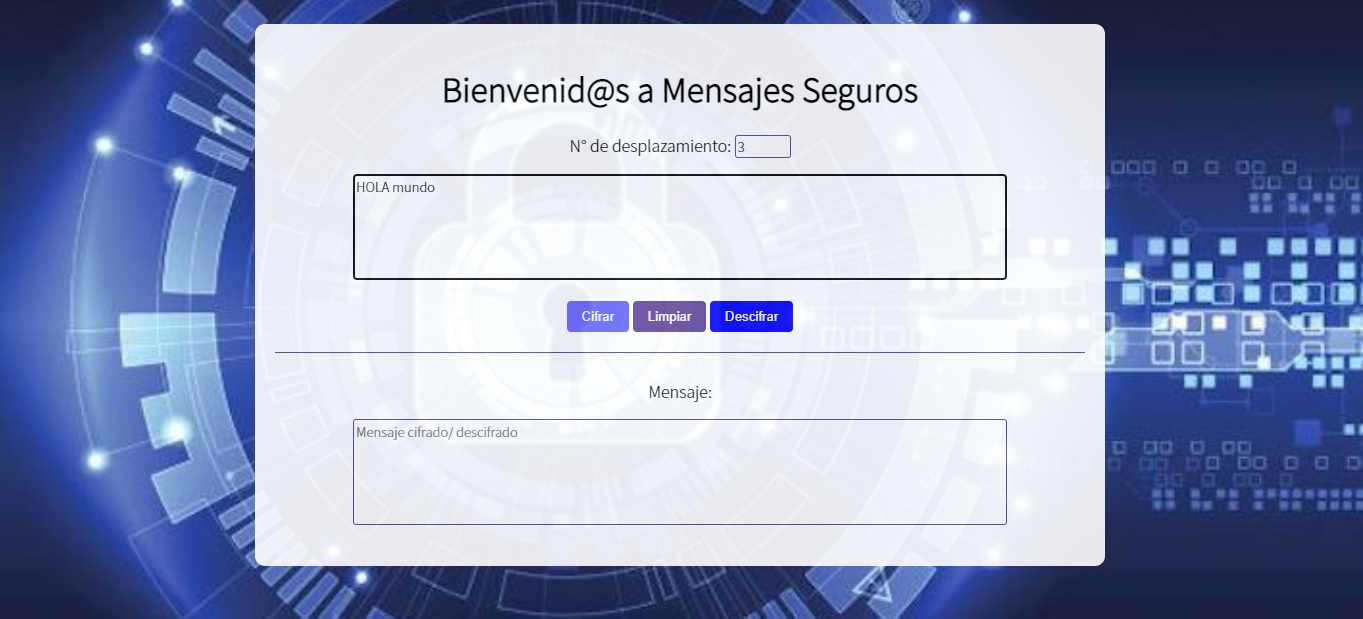 Bienvenid@s a Mensajes Seguros
N° de desplazamiento: 3
HOLA mundo
Cifrar Limpiar Descifrar
Mensaje:
Mensaje cifrado/ descifrado